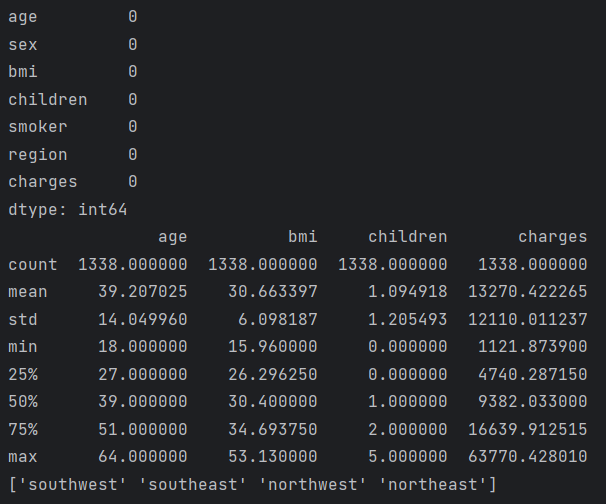 age         0
sex         0
bmi         0
children    0
smoker      0
region      0
charges     0
dtype: int64
               age          bmi     children       charges
count  1338.000000  1338.000000  1338.000000   1338.000000
mean     39.207025    30.663397     1.094918  13270.422265
std      14.049960     6.098187     1.205493  12110.011237
min      18.000000    15.960000     0.000000   1121.873900
25%      27.000000    26.296250     0.000000   4740.287150
50%      39.000000    30.400000     1.000000   9382.033000
75%      51.000000    34.693750     2.000000  16639.912515
max      64.000000    53.130000     5.000000  63770.428010
['southwest' 'southeast' 'northwest' 'northeast']